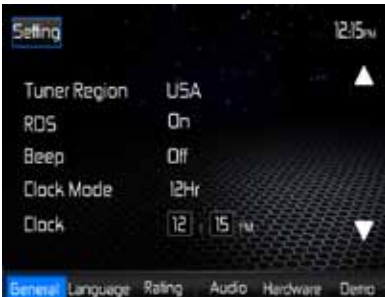 Setting 12:15PM
Tuner Region USA
RDS On
Beep Off
Clock Mode 12Hr
Clock 12 : 15 PM
General Language Rating Audio Hardware Demo